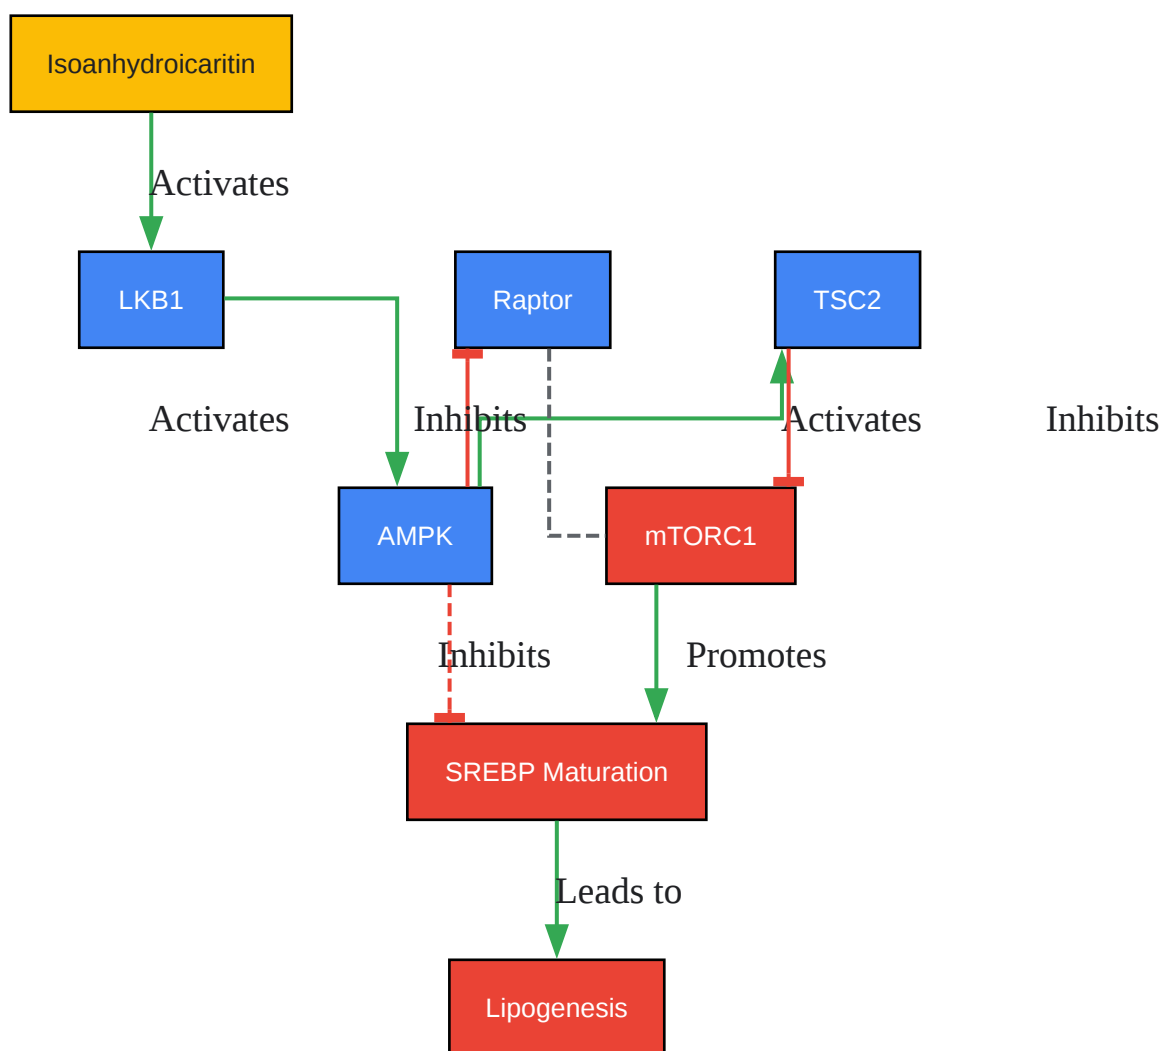 Isoanhydroicaritin
Activates
LKB1
Raptor
TSC2
Activates
Inhibits
Activates
Inhibits
AMPK
mTORC1
Inhibits
Promotes
SREBP Maturation
Leads to
Lipogenesis